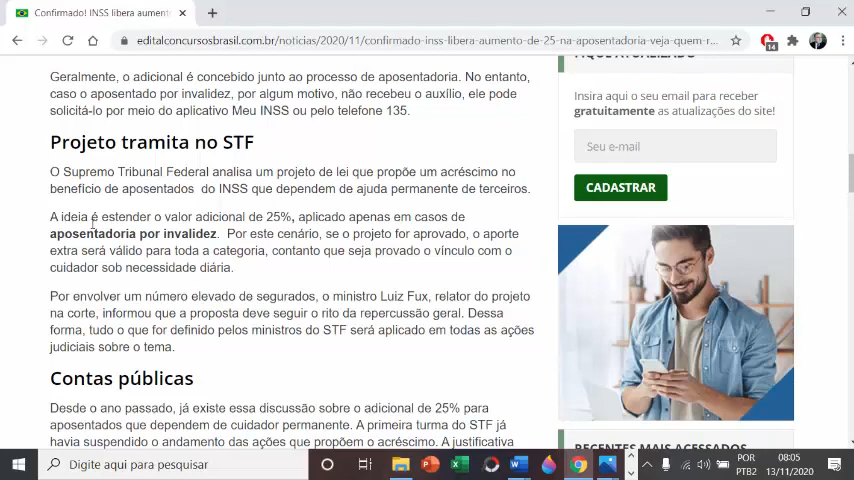 Confirmado! INSS libera aument
editalconcursosbrasil.com.br/noticias/2020/11/confirmado-inss-libera-aumento-de-25-na-aposentadoria-veja-quem-r...
14
Geralmente, o adicional é concebido junto ao processo de aposentadoria. No entanto,
caso o aposentado por invalidez, por algum motivo, não recebeu o auxílio, ele pode
solicitá-lo por meio do aplicativo Meu INSS ou pelo telefone 135.
Projeto tramita no STF
O Supremo Tribunal Federal analisa um projeto de lei que propõe um acréscimo no
benefício de aposentados do INSS que dependem de ajuda permanente de terceiros.
A ideia é estender o valor adicional de 25%, aplicado apenas em casos de
aposentadoria por invalidez. Por este cenário, se o projeto for aprovado, o aporte
extra será válido para toda a categoria, contanto que seja provado o vínculo com o
cuidador sob necessidade diária.
Por envolver um número elevado de segurados, o ministro Luiz Fux, relator do projeto
na corte, informou que a proposta deve seguir o rito da repercussão geral. Dessa
forma, tudo o que for definido pelos ministros do STF será aplicado em todas as ações
judiciais sobre o tema.
Contas públicas
Desde o ano passado, já existe essa discussão sobre o adicional de 25% para
aposentados que dependem de cuidador permanente. A primeira turma do STF já
havia suspendido o andamento das ações que propõem o acréscimo. A justificativa
FIQUE ATUALIZADO
Insira aqui o seu email para receber
gratuitamente as atualizações do site!
Seu e-mail
CADASTRAR
RECENTES MAIS ACESSADOS
Digite aqui para pesquisar
POR
PTB2
08:05
13/11/2020